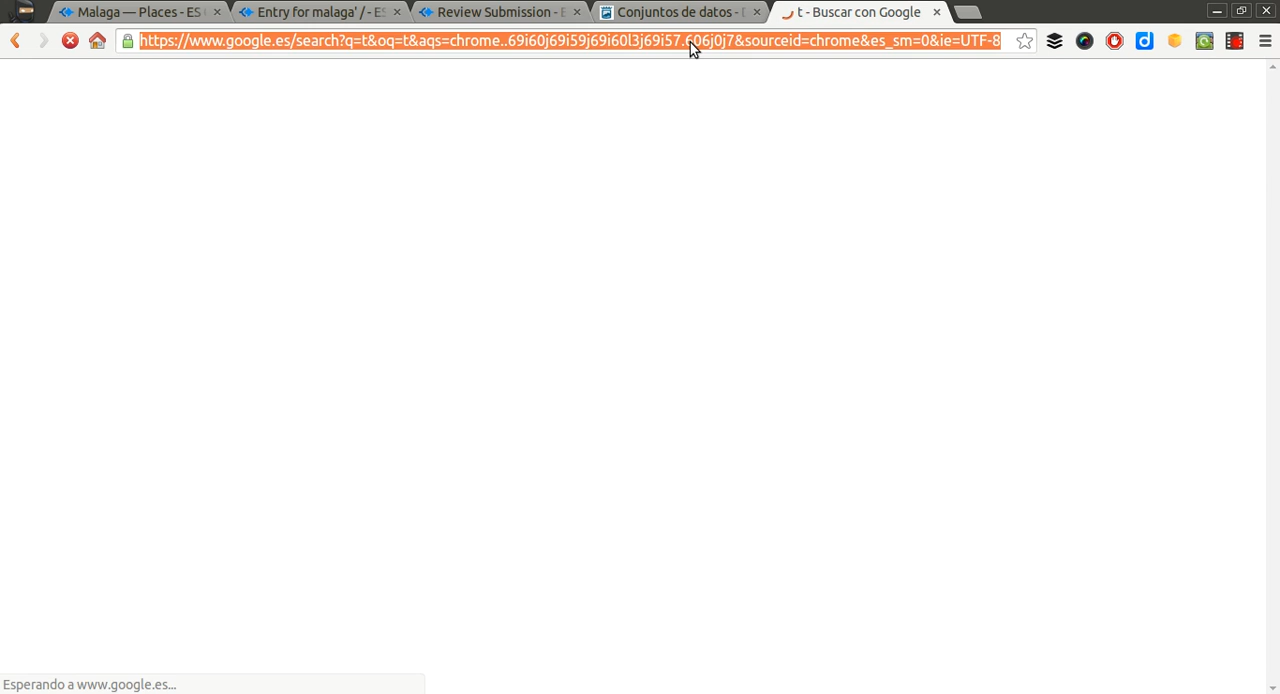 Malaga — Places - ES
Entry for malaga' / - ES
Review Submission - E
Conjuntos de datos - D
t - Buscar con Google
https://www.google.es/search?q=t&oq=t&aqs=chrome..69i60j69i59j69i60l3j69i57.606j0j7&sourceid=chrome&es_sm=0&ie=UTF-8
Esperando a www.google.es...